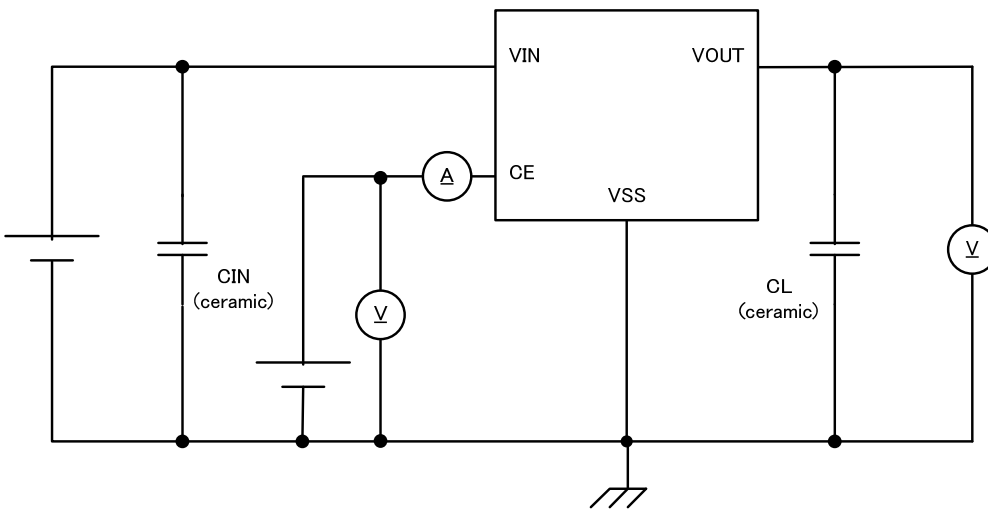 VIN
VOUT
A
CE
VSS
V
CIN
(ceramic)
CL
(ceramic)
V